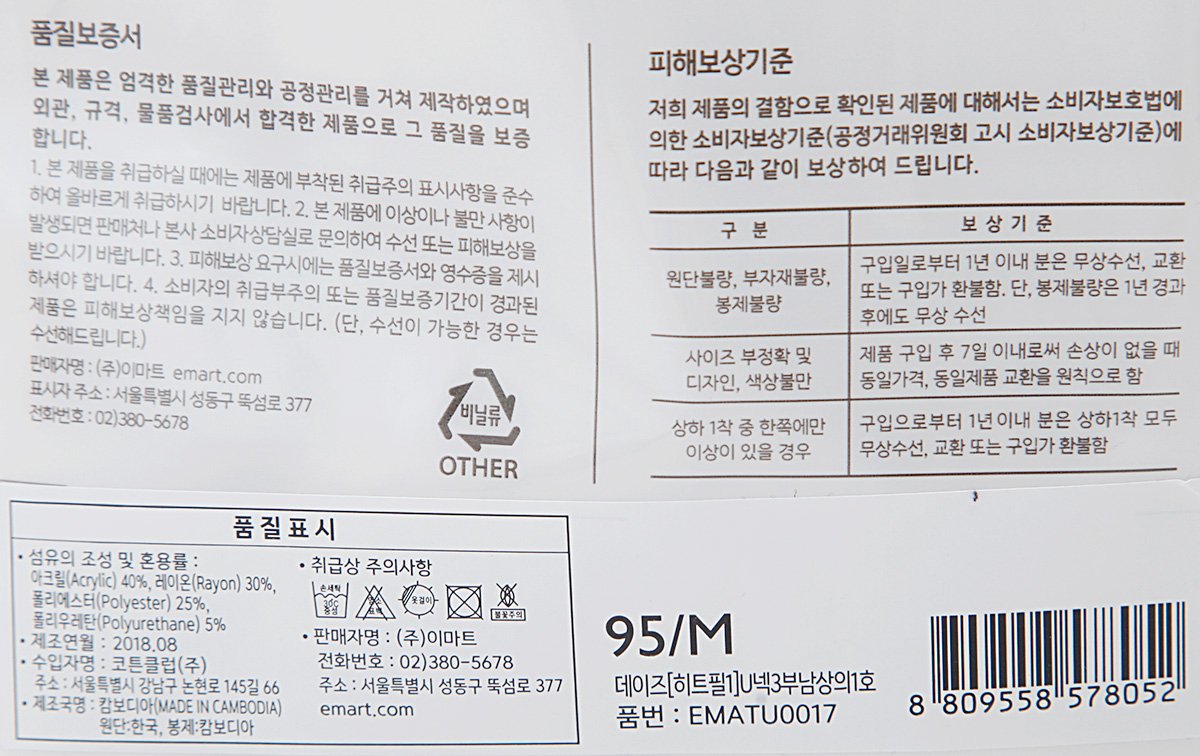 품질보증서
본 제품은 엄격한 품질관리와 공정관리를 거쳐 제작하였으며
외관, 규격, 물품검사에서 합격한 제품으로 그 품질을 보증
합니다.
1. 본 제품을 취급하실 때에는 제품에 부착된 취급주의 표시사항을 준수
하여 올바르게 취급하시기 바랍니다. 2. 본 제품에 이상이나 불만 사항이
발생되면 판매처나 본사 소비자상담실로 문의하여 수선 또는 피해보상을
받으시기 바랍니다. 3. 피해보상 요구시에는 품질보증서와 영수증을 제시
하셔야 합니다. 4. 소비자의 취급부주의 또는 품질보증기간이 경과된
제품은 피해보상책임을 지지 않습니다. (단, 수선이 가능한 경우는
수선해드립니다.)
판매자명 : (주)이마트 emart.com
표시자 주소 : 서울특별시 성동구 뚝섬로 377
전화번호 : 02)380-5678
비닐류
OTHER
피해보상기준
저희 제품의 결함으로 확인된 제품에 대해서는 소비자보호법에
의한 소비자보상기준(공정거래위원회 고시 소비자보상기준)에
따라 다음과 같이 보상하여 드립니다.
구 분
보 상 기 준
원단불량, 부자재불량,
봉제불량
구입일로부터 1년 이내 분은 무상수선, 교환
또는 구입가 환불함. 단, 봉제불량은 1년 경과
후에도 무상 수선
사이즈 부정확 및
디자인, 색상불만
제품 구입 후 7일 이내로써 손상이 없을 때
동일가격, 동일제품 교환을 원칙으로 함
상하 1착 중 한쪽에만
이상이 있을 경우
구입으로부터 1년 이내 분은 상하1착 모두
무상수선, 교환 또는 구입가 환불함
품질표시
• 섬유의 조성 및 혼용률 :
아크릴(Acrylic) 40%, 레이온(Rayon) 30%,
폴리에스터(Polyester) 25%,
폴리우레탄(Polyurethane) 5%
• 제조연월 : 2018.08
• 수입자명 : 코튼클럽(주)
주소 : 서울특별시 강남구 논현로 145길 66
• 제조국명 : 캄보디아(MADE IN CAMBODIA)
원단:한국, 봉제:캄보디아
• 취급상 주의사항
손세탁
30℃
중성
염소
표백
옷걸이
불꽃주의
• 판매자명 : (주)이마트
전화번호 : 02)380-5678
주소 : 서울특별시 성동구 뚝섬로 377
emart.com
95/M
데이즈[히트필1]U넥3부남상의1호
품번 : EMATU0017
8 809558 578052